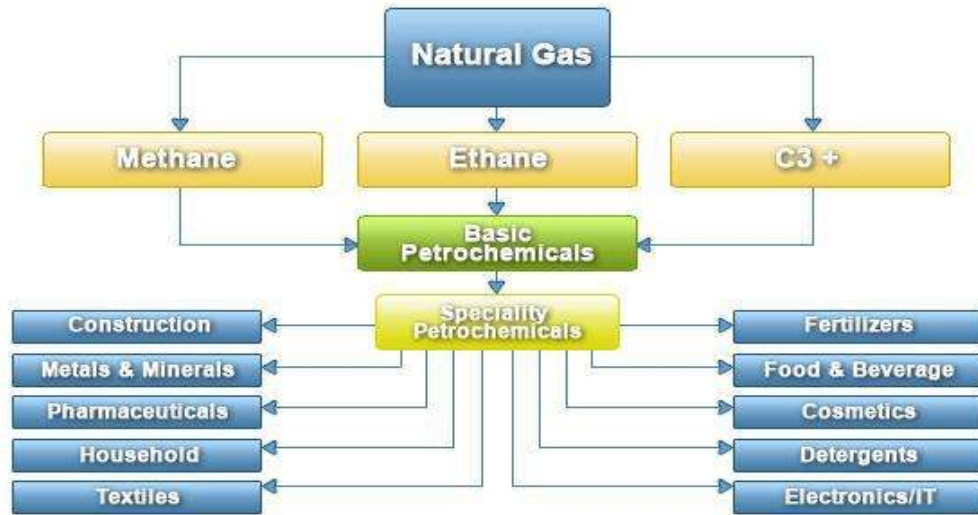 Natural Gas
Methane
Ethane
C3 +
Basic
Petrochemicals
Speciality
Petrochemicals
Construction
Fertilizers
Metals & Minerals
Food & Beverage
Pharmaceuticals
Cosmetics
Household
Detergents
Textiles
Electronics/IT